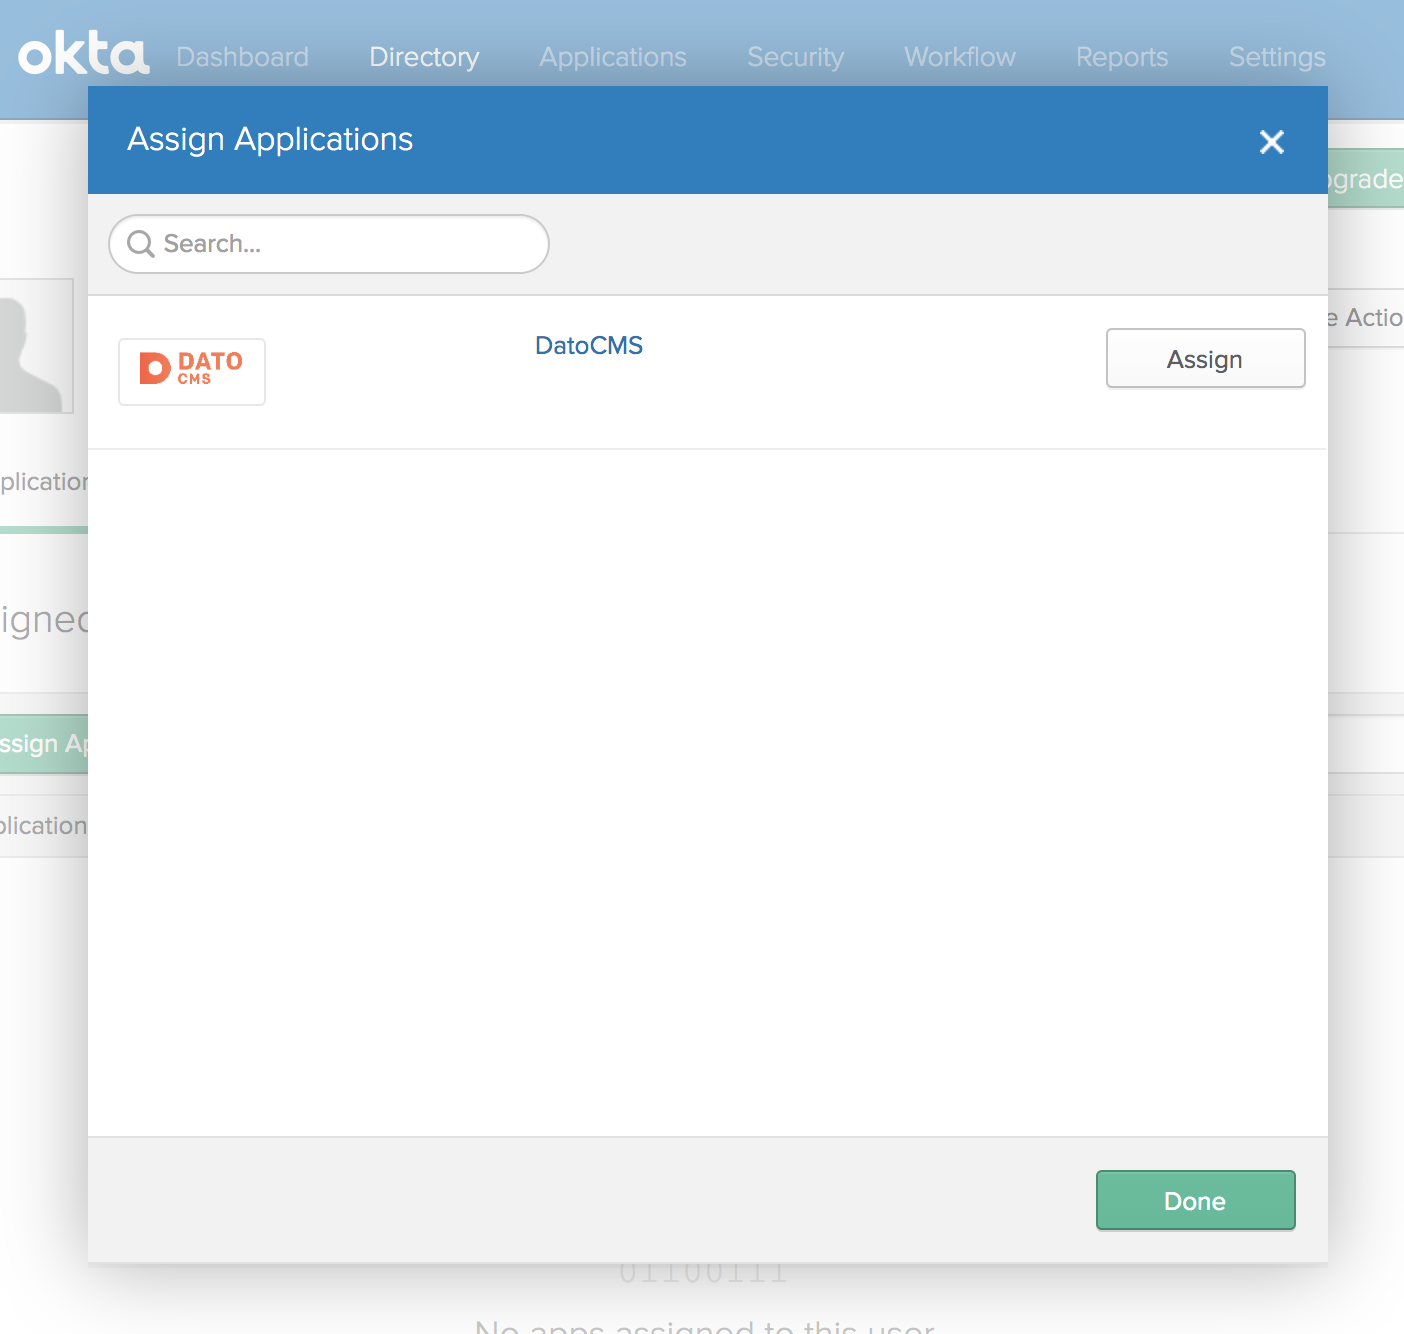 okta Dashboard Directory Applications Security Workflow Reports Settings
Assign Applications
pgrade
Search...
e Actio
DATO
CMS
DatoCMS
Assign
plication
igned
ssign Ap
plication
Done
01100111
No apps assigned to this user